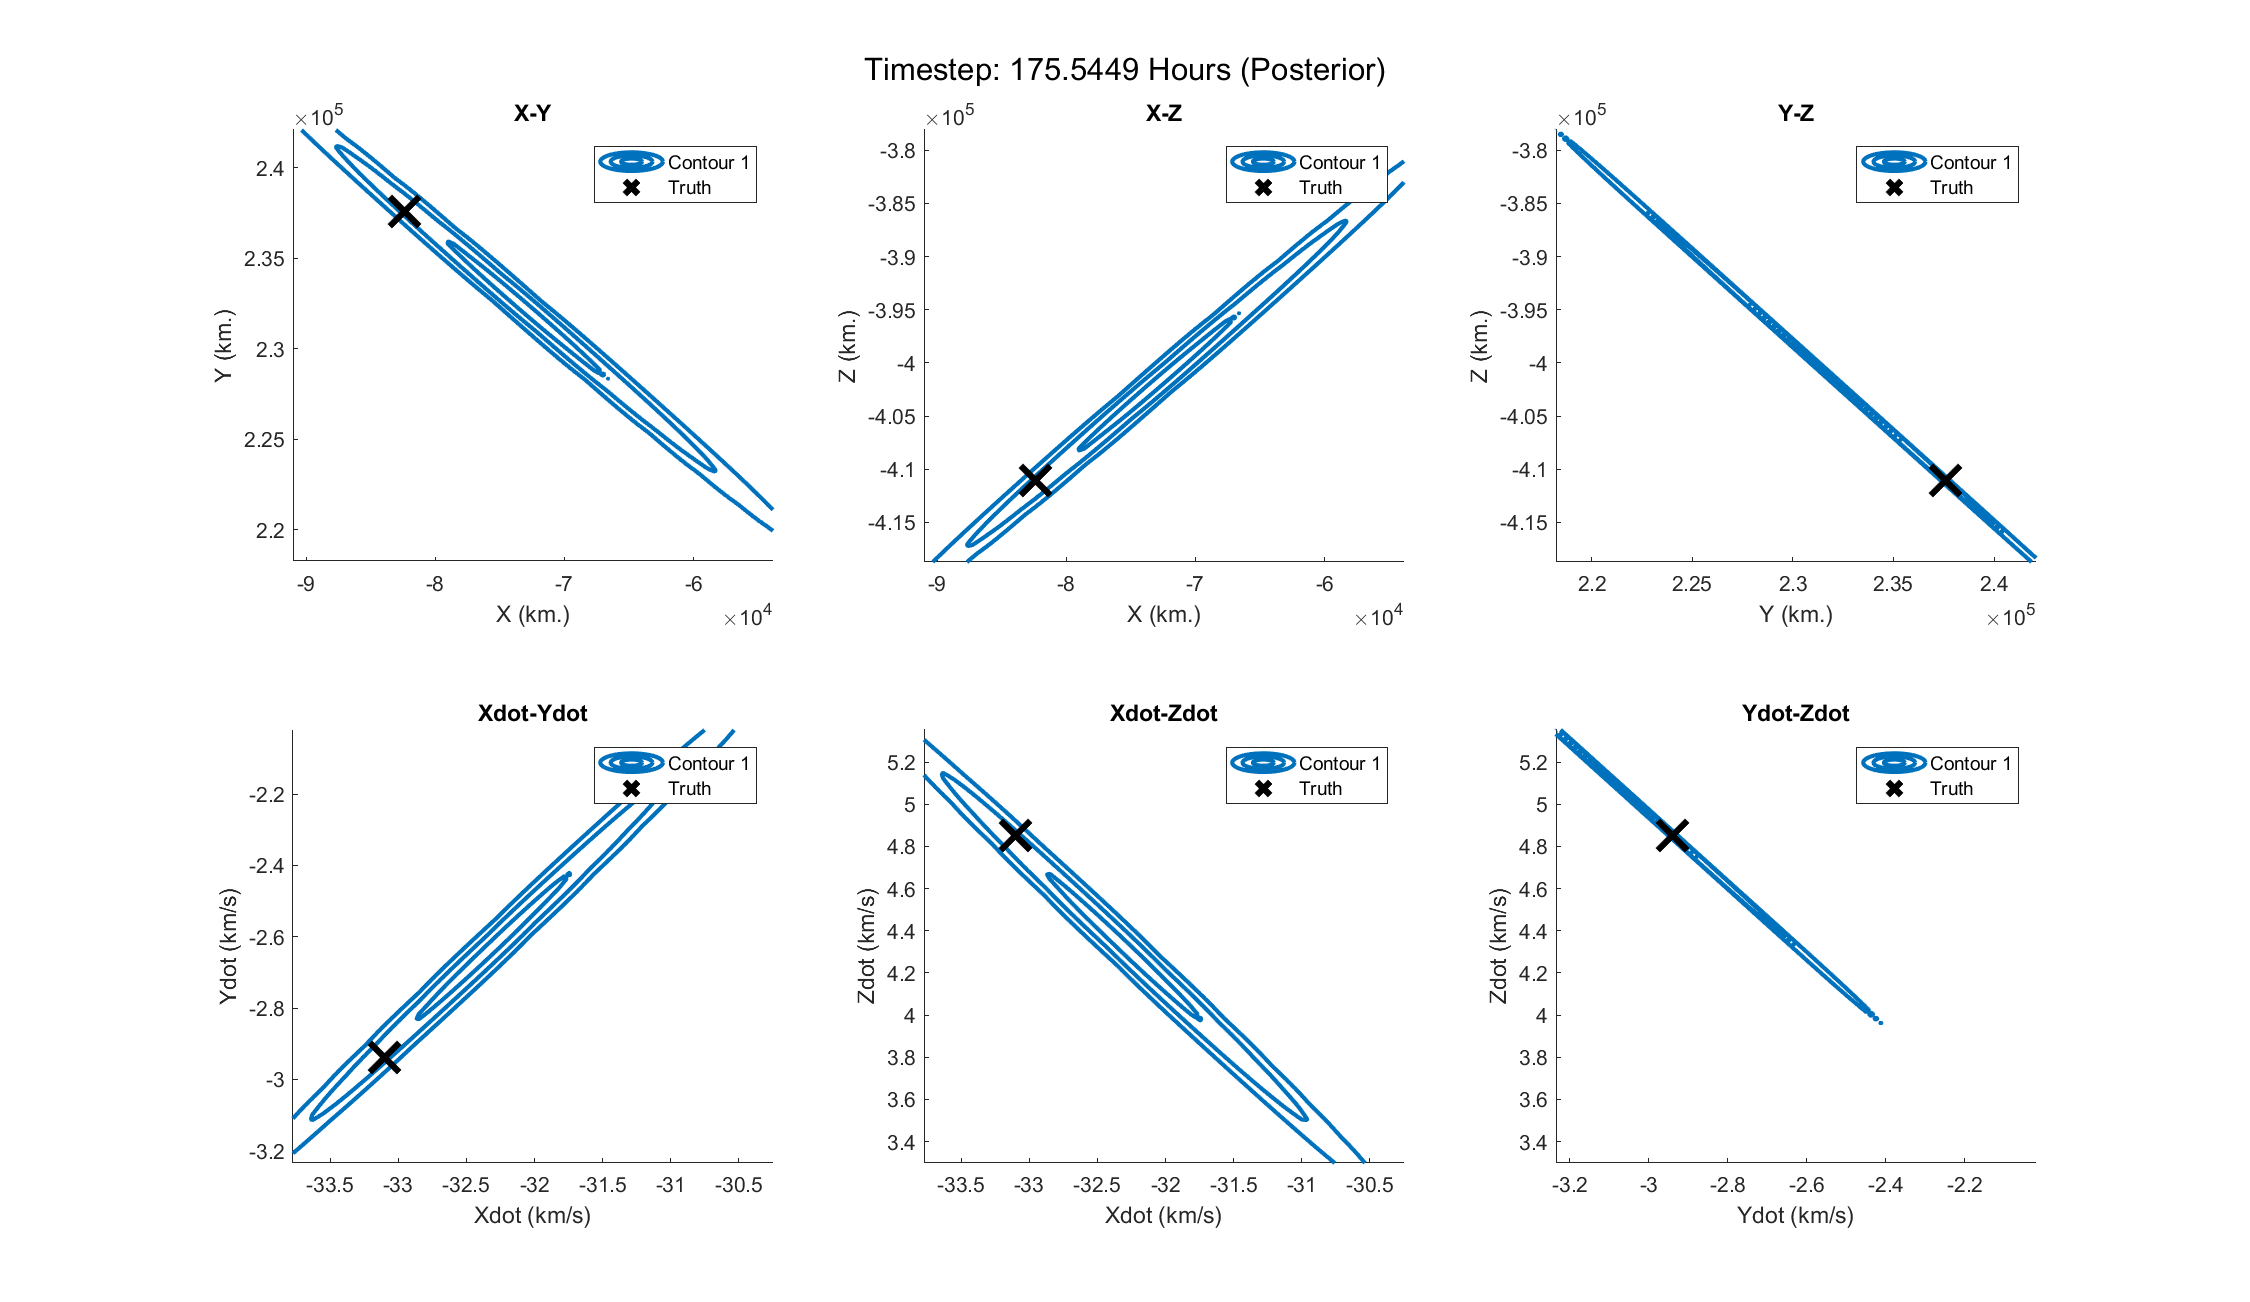 Timestep: 175.5449 Hours (Posterior)
X-Y
×10^5
2.4
2.35
2.3
2.25
2.2
Y (km.)
-9 -8 -7 -6
X (km.)
×10^4
Contour 1
Truth
X-Z
×10^5
-3.8
-3.85
-3.9
-3.95
-4
-4.05
-4.1
-4.15
Z (km.)
-9 -8 -7 -6
X (km.)
×10^4
Contour 1
Truth
Y-Z
×10^5
-3.8
-3.85
-3.9
-3.95
-4
-4.05
-4.1
-4.15
Z (km.)
2.2 2.25 2.3 2.35 2.4
Y (km.)
×10^5
Contour 1
Truth
Xdot-Ydot
-2.2
-2.4
-2.6
-2.8
-3
-3.2
Ydot (km/s)
-33.5 -33 -32.5 -32 -31.5 -31 -30.5
Xdot (km/s)
Contour 1
Truth
Xdot-Zdot
5.2
5
4.8
4.6
4.4
4.2
4
3.8
3.6
3.4
Zdot (km/s)
-33.5 -33 -32.5 -32 -31.5 -31 -30.5
Xdot (km/s)
Contour 1
Truth
Ydot-Zdot
5.2
5
4.8
4.6
4.4
4.2
4
3.8
3.6
3.4
Zdot (km/s)
-3.2 -3 -2.8 -2.6 -2.4 -2.2
Ydot (km/s)
Contour 1
Truth